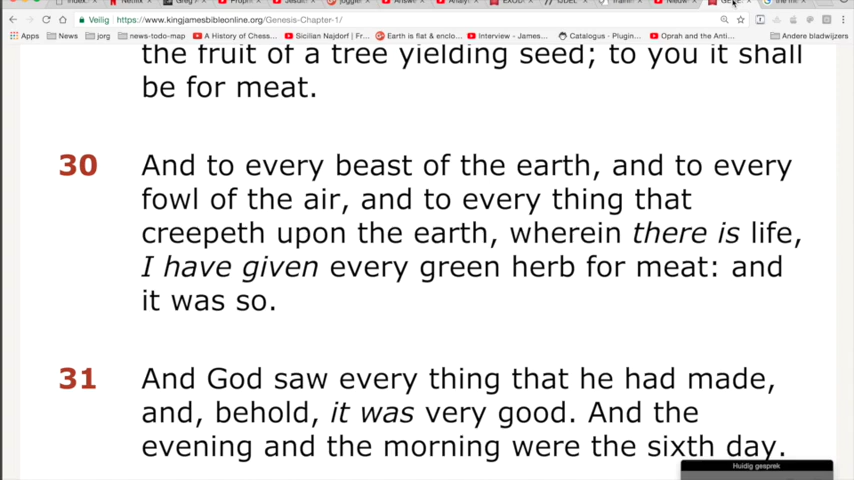 Veilig https://www.kingjamesbibleonline.org/Genesis-Chapter-1/
Apps News jorg news-todo-map A History of Chess... Sicilian Najdorf | Fr... Earth is flat & enclo... Interview - James... Catalogus - Plugin... Oprah and the Anti... Andere bladwijzers
the fruit of a tree yielding seed; to you it shall
be for meat.
30 And to every beast of the earth, and to every
fowl of the air, and to every thing that
creepeth upon the earth, wherein there is life,
I have given every green herb for meat: and
it was so.
31 And God saw every thing that he had made,
and, behold, it was very good. And the
evening and the morning were the sixth day.
Huidig gesprek